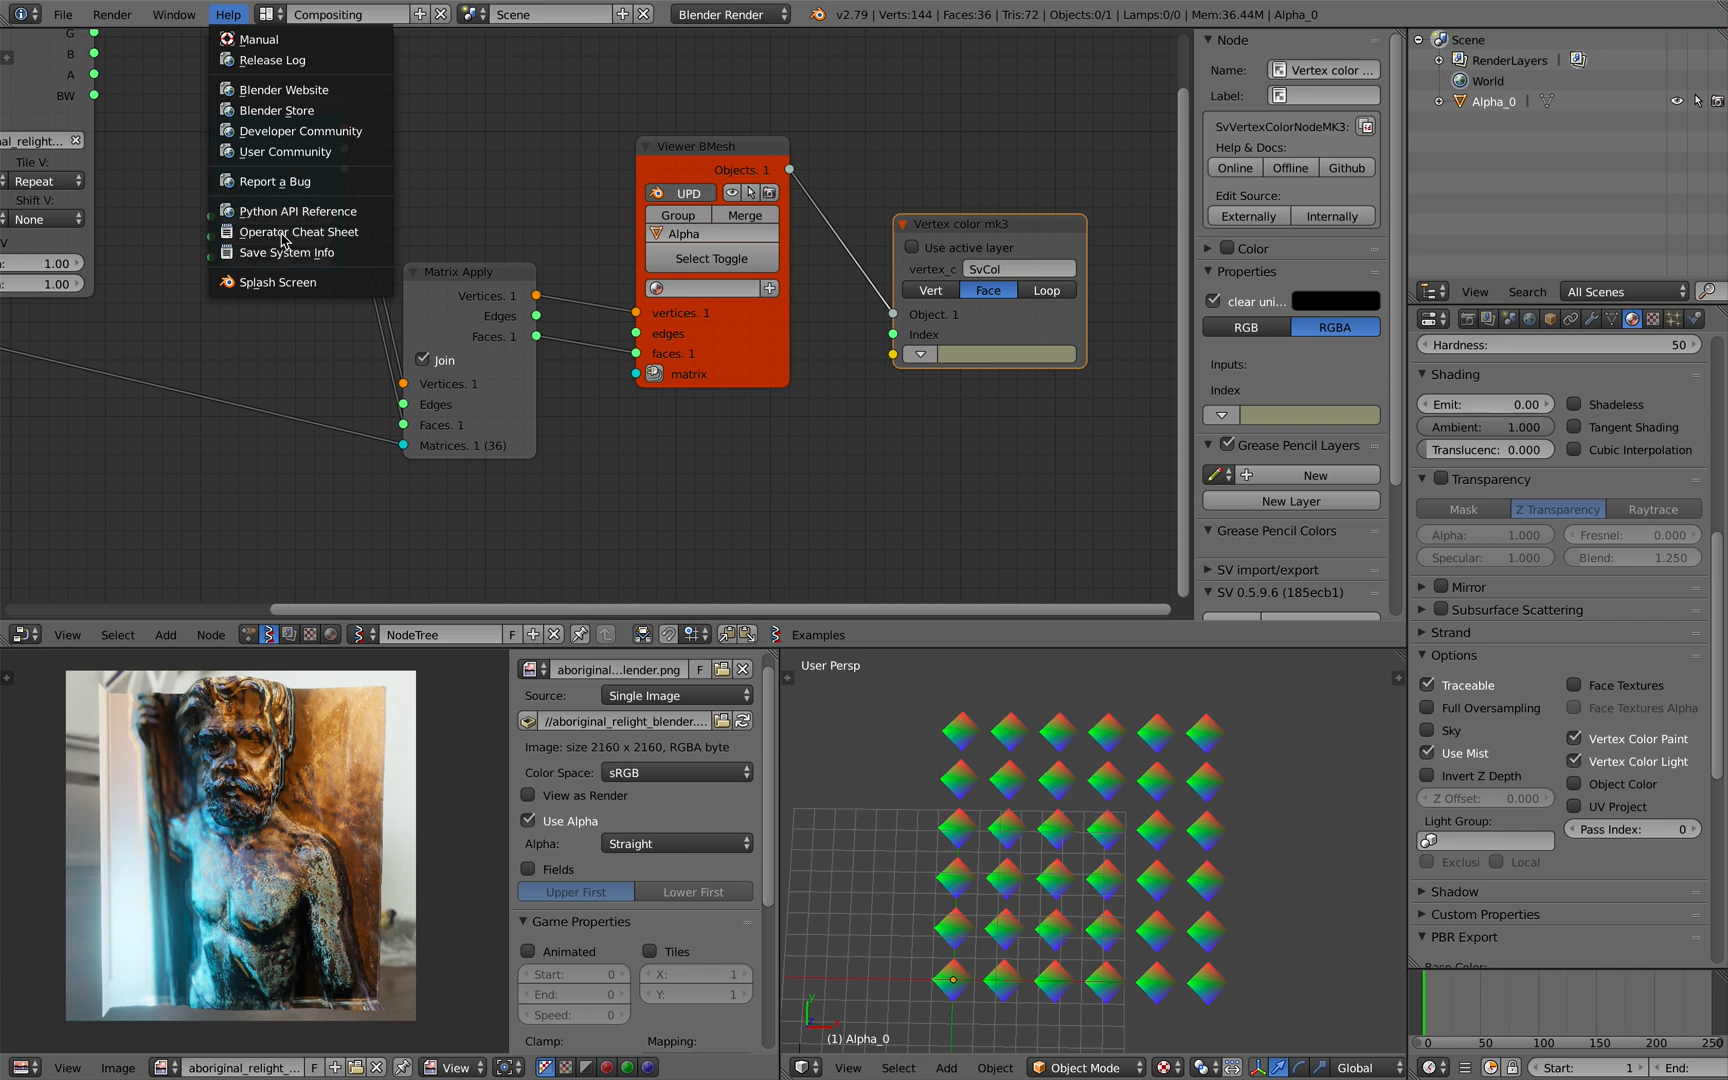 File Render Window Help Compositing Scene Blender Render v2.79 | Verts:144 | Faces:36 | Tris:72 | Objects:0/1 | Lamps:0/0 | Mem:36.44M | Alpha_0
Manual
Release Log
Blender Website
Blender Store
Developer Community
User Community
Report a Bug
Python API Reference
Operator Cheat Sheet
Save System Info
Splash Screen
G
B
A
BW
al_relight...
Tile V:
Repeat
Shift V:
None
V
1.00
1.00
Matrix Apply
Vertices. 1
Edges
Faces. 1
Join
Vertices. 1
Edges
Faces. 1
Matrices. 1 (36)
Viewer BMesh
Objects. 1
UPD
Group Merge
Alpha
Select Toggle
vertices. 1
edges
faces. 1
matrix
Vertex color mk3
Use active layer
vertex_c SvCol
Vert Face Loop
Object. 1
Index
Node
Name: Vertex color ...
Label:
SvVertexColorNodeMK3:
Help & Docs:
Online Offline Github
Edit Source:
Externally Internally
Color
Properties
clear uni...
RGB RGBA
Inputs:
Index
Grease Pencil Layers
New
New Layer
Grease Pencil Colors
SV import/export
SV 0.5.9.6 (185ecb1)
Scene
RenderLayers
World
Alpha_0
View Search All Scenes
Hardness: 50
Shading
Emit: 0.00 Shadeless
Ambient: 1.000 Tangent Shading
Translucenc: 0.000 Cubic Interpolation
Transparency
Mask Z Transparency Raytrace
Alpha: 1.000 Fresnel: 0.000
Specular: 1.000 Blend: 1.250
Mirror
Subsurface Scattering
Strand
Options
Traceable Face Textures
Full Oversampling Face Textures Alpha
Sky
Vertex Color Paint
Use Mist
Vertex Color Light
Invert Z Depth Object Color
Z Offset: 0.000 UV Project
Light Group: Pass Index: 0
Exclusi Local
Shadow
Custom Properties
PBR Export
View Select Add Node NodeTree F Examples
aboriginal...lender.png F
Source: Single Image
//aboriginal_relight_blender....
Image: size 2160 x 2160, RGBA byte
Color Space: sRGB
View as Render
Use Alpha
Alpha: Straight
Fields
Upper First Lower First
Game Properties
Animated Tiles
Start: 0 X: 1
End: 0 Y: 1
Speed: 0
Clamp: Mapping:
User Persp
y
(1) Alpha_0
0 50 100 150 200 250
View Image aboriginal_relight_... F View
View Select Add Object Object Mode Global
Start: 1 End: